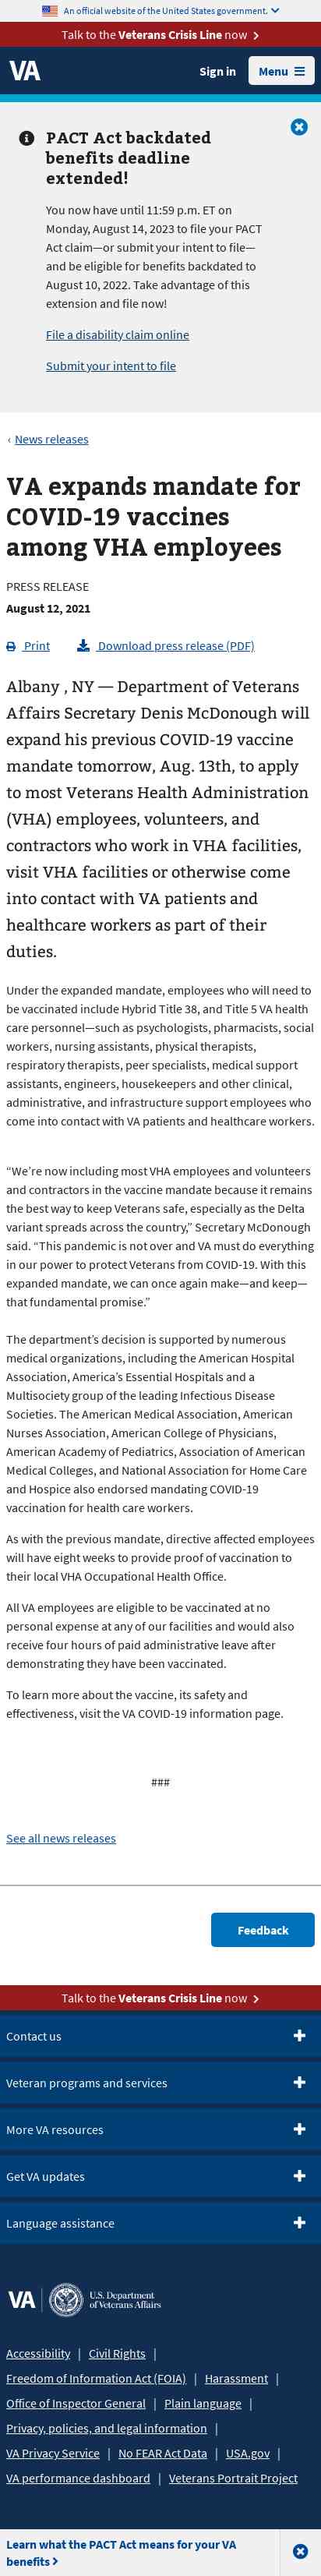 An official website of the United States government.
Talk to the Veterans Crisis Line now
VA
Sign in
Menu
PACT Act backdated
benefits deadline
extended!
You now have until 11:59 p.m. ET on
Monday, August 14, 2023 to file your PACT
Act claim—or submit your intent to file—
and be eligible for benefits backdated to
August 10, 2022. Take advantage of this
extension and file now!
File a disability claim online
Submit your intent to file
‹ News releases
VA expands mandate for
COVID-19 vaccines
among VHA employees
PRESS RELEASE
August 12, 2021
Print
Download press release (PDF)
Albany , NY — Department of Veterans
Affairs Secretary Denis McDonough will
expand his previous COVID-19 vaccine
mandate tomorrow, Aug. 13th, to apply
to most Veterans Health Administration
(VHA) employees, volunteers, and
contractors who work in VHA facilities,
visit VHA facilities or otherwise come
into contact with VA patients and
healthcare workers as part of their
duties.
Under the expanded mandate, employees who will need to
be vaccinated include Hybrid Title 38, and Title 5 VA health
care personnel—such as psychologists, pharmacists, social
workers, nursing assistants, physical therapists,
respiratory therapists, peer specialists, medical support
assistants, engineers, housekeepers and other clinical,
administrative, and infrastructure support employees who
come into contact with VA patients and healthcare workers.
“We’re now including most VHA employees and volunteers
and contractors in the vaccine mandate because it remains
the best way to keep Veterans safe, especially as the Delta
variant spreads across the country,” Secretary McDonough
said. “This pandemic is not over and VA must do everything
in our power to protect Veterans from COVID-19. With this
expanded mandate, we can once again make—and keep—
that fundamental promise.”
The department’s decision is supported by numerous
medical organizations, including the American Hospital
Association, America’s Essential Hospitals and a
Multisociety group of the leading Infectious Disease
Societies. The American Medical Association, American
Nurses Association, American College of Physicians,
American Academy of Pediatrics, Association of American
Medical Colleges, and National Association for Home Care
and Hospice also endorsed mandating COVID-19
vaccination for health care workers.
As with the previous mandate, directive affected employees
will have eight weeks to provide proof of vaccination to
their local VHA Occupational Health Office.
All VA employees are eligible to be vaccinated at no
personal expense at any of our facilities and would also
receive four hours of paid administrative leave after
demonstrating they have been vaccinated.
To learn more about the vaccine, its safety and
effectiveness, visit the VA COVID-19 information page.
###
See all news releases
Feedback
Talk to the Veterans Crisis Line now
Contact us
Veteran programs and services
More VA resources
Get VA updates
Language assistance
VA | U.S. Department
of Veterans Affairs
Accessibility | Civil Rights |
Freedom of Information Act (FOIA) | Harassment |
Office of Inspector General | Plain language |
Privacy, policies, and legal information |
VA Privacy Service | No FEAR Act Data | USA.gov |
VA performance dashboard | Veterans Portrait Project
Learn what the PACT Act means for your VA
benefits